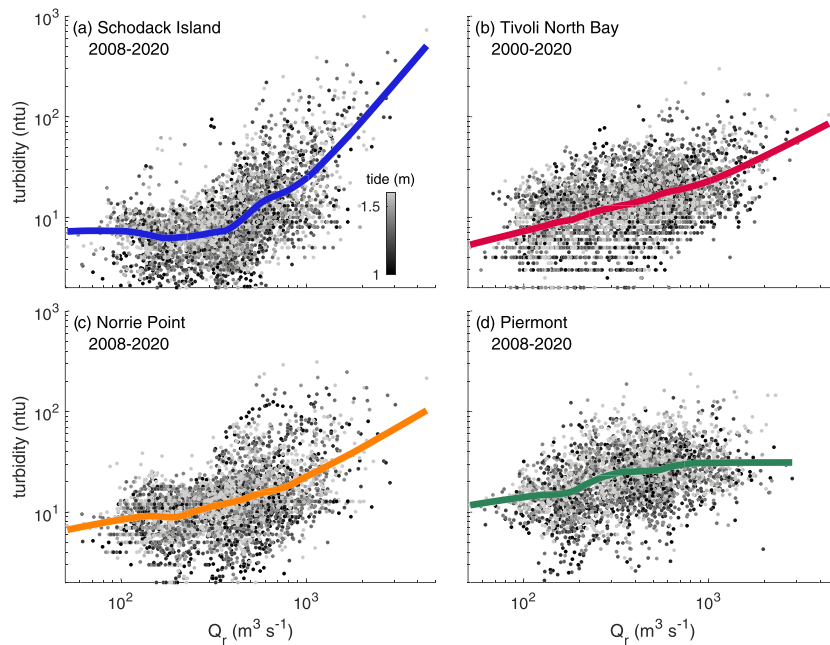 (a) Schodack Island
2008-2020
(b) Tivoli North Bay
2000-2020
10³
10²
10¹
turbidity (ntu)
tide (m)
1.5
1
(c) Norrie Point
2008-2020
(d) Piermont
2008-2020
10³
10²
10¹
turbidity (ntu)
10²
10³
10²
10³
Qᵣ (m³ s⁻¹)
Qᵣ (m³ s⁻¹)